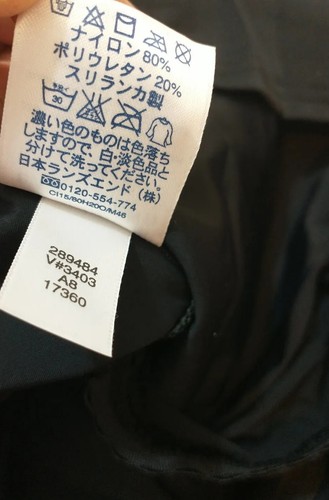 ナイロン 80%
ポリウレタン 20%
スリランカ製
30
濃い色のものは色落ち
しますので、白・淡色品と
分けて洗ってください。
日本ランズエンド(株)
0120-554-774
CI15/80H20O/M46
289484
V#3403
A8
17360